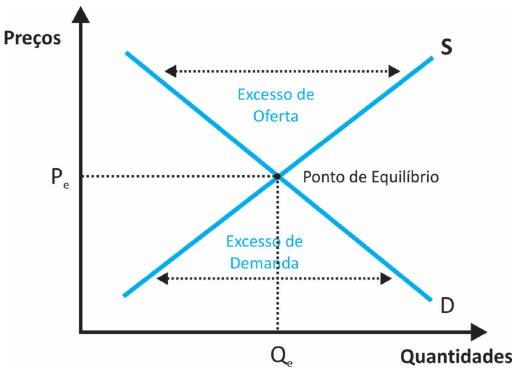 Preços
S
Excesso de
Oferta
Pe
Ponto de Equilíbrio
Excesso de
Demanda
D
Qe
Quantidades